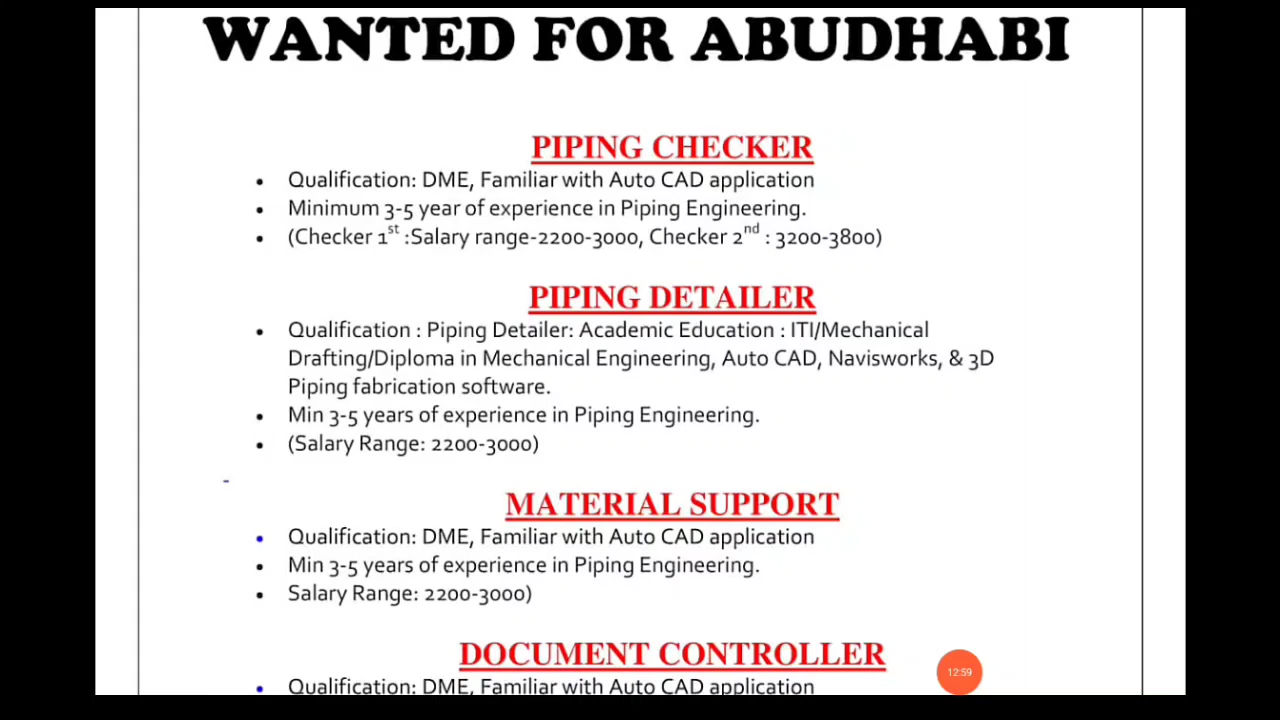 WANTED FOR ABUDHABI
PIPING CHECKER
• Qualification: DME, Familiar with Auto CAD application
• Minimum 3-5 year of experience in Piping Engineering.
• (Checker 1st :Salary range-2200-3000, Checker 2nd : 3200-3800)
PIPING DETAILER
• Qualification : Piping Detailer: Academic Education : ITI/Mechanical
Drafting/Diploma in Mechanical Engineering, Auto CAD, Navisworks, & 3D
Piping fabrication software.
• Min 3-5 years of experience in Piping Engineering.
• (Salary Range: 2200-3000)
-
MATERIAL SUPPORT
• Qualification: DME, Familiar with Auto CAD application
• Min 3-5 years of experience in Piping Engineering.
• Salary Range: 2200-3000)
DOCUMENT CONTROLLER
• Qualification: DME, Familiar with Auto CAD application
12:59